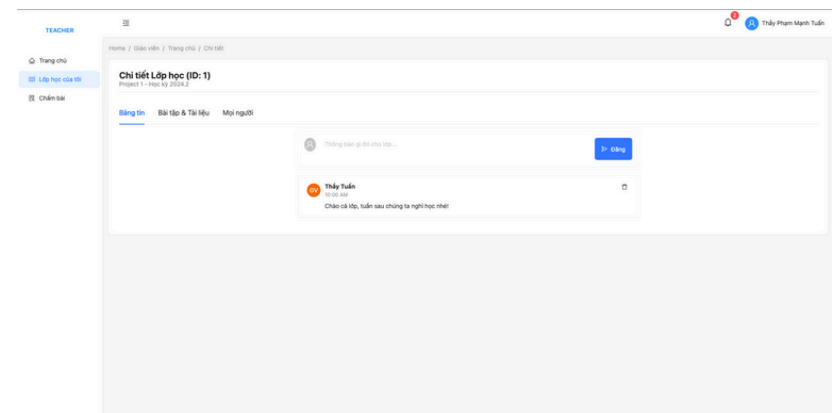 TEACHER
2
Thầy Phạm Mạnh Tuấn
Home / Giáo viên / Trang chủ / Chi tiết
Trang chủ
Lớp học của tôi
Chấm bài
Chi tiết Lớp học (ID: 1)
Project 1 - Học kỳ 2024.2
Bảng tin Bài tập & Tài liệu Mọi người
Thông báo gì đó cho lớp...
Đăng
GV
Thầy Tuấn
10:00 AM
Chào cả lớp, tuần sau chúng ta nghỉ học nhé!